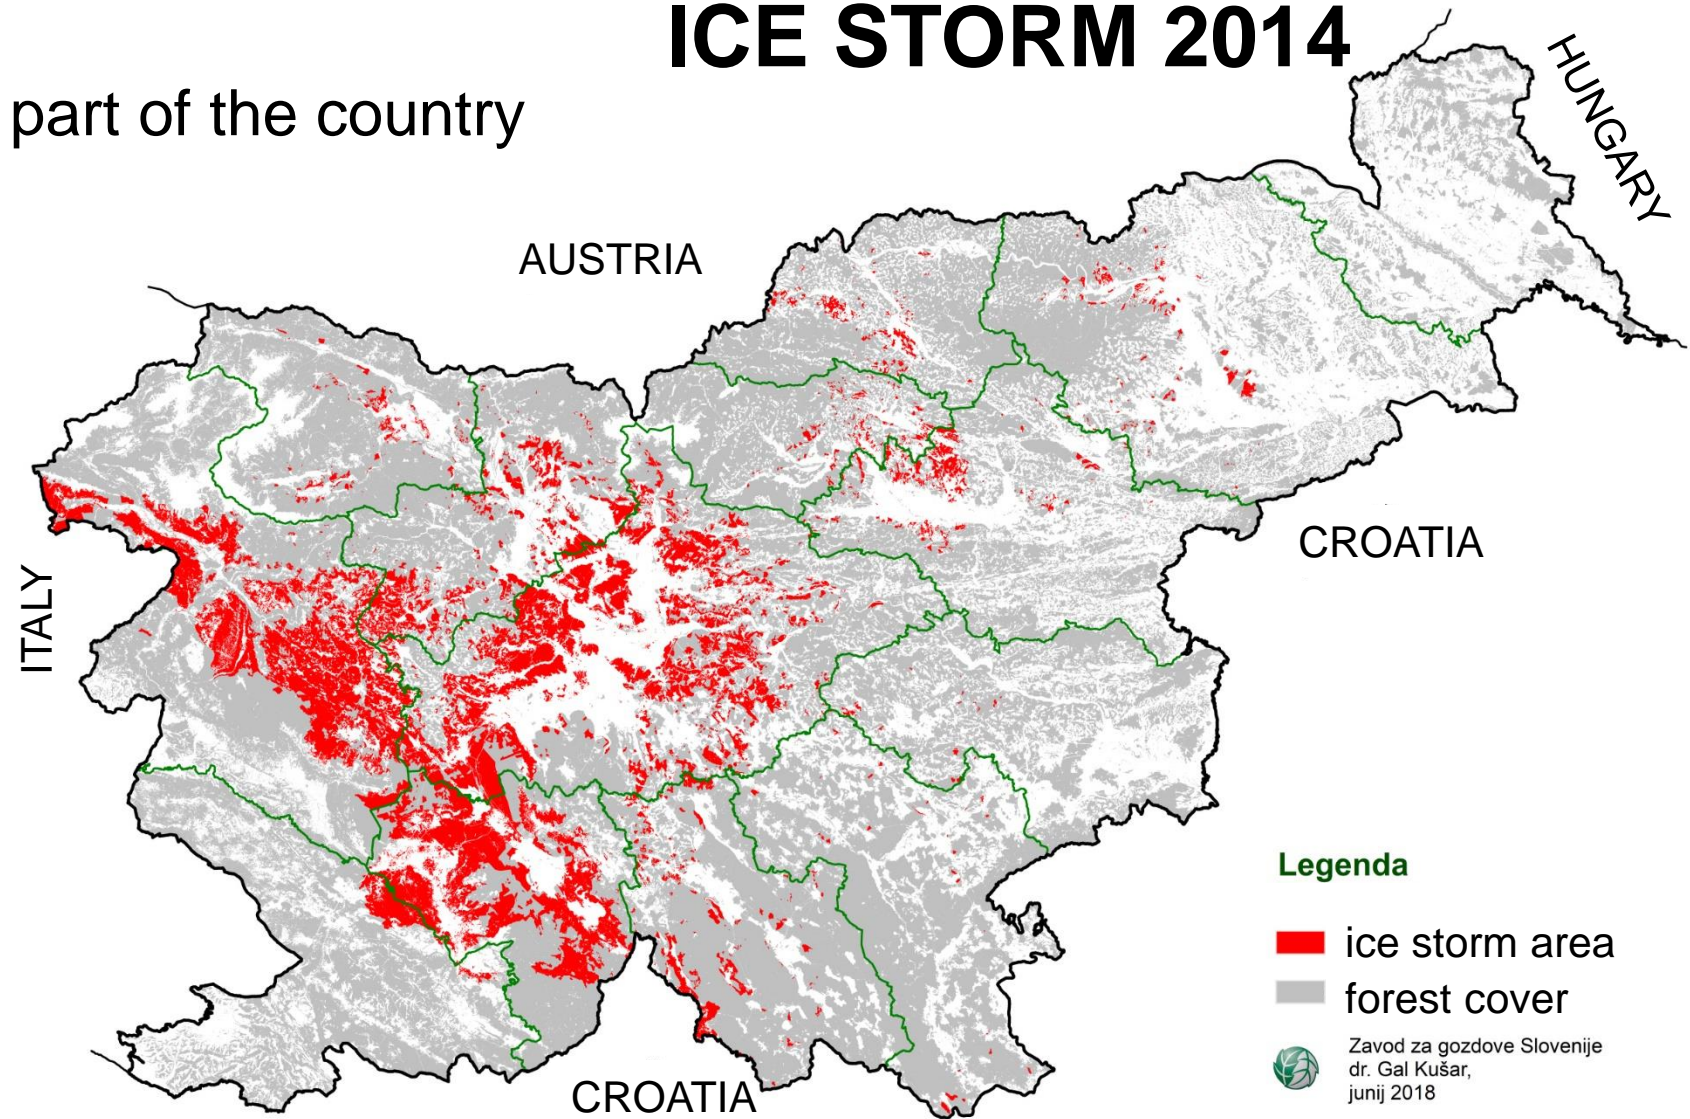 ICE STORM 2014
part of the country
HUNGARY
AUSTRIA
CROATIA
ITALY
Legenda
ice storm area
forest cover
Zavod za gozdove Slovenije
dr. Gal Kušar,
junij 2018
CROATIA